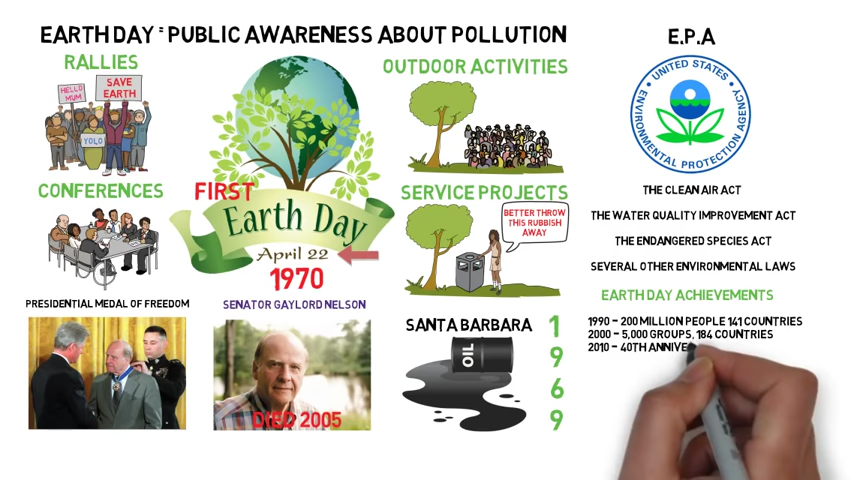 EARTH DAY = PUBLIC AWARENESS ABOUT POLLUTION
RALLIES
HELLO
MUM
SAVE
EARTH
YOLO
CONFERENCES
FIRST
Earth Day
April 22
1970
OUTDOOR ACTIVITIES
SERVICE PROJECTS
BETTER THROW
THIS RUBBISH
AWAY
E.P.A
UNITED STATES
ENVIRONMENTAL PROTECTION AGENCY
THE CLEAN AIR ACT
THE WATER QUALITY IMPROVEMENT ACT
THE ENDANGERED SPECIES ACT
SEVERAL OTHER ENVIRONMENTAL LAWS
EARTH DAY ACHIEVEMENTS
1990 - 200 MILLION PEOPLE 141 COUNTRIES
2000 - 5,000 GROUPS, 184 COUNTRIES
2010 - 40TH ANNIVE
PRESIDENTIAL MEDAL OF FREEDOM
SENATOR GAYLORD NELSON
DIED 2005
SANTA BARBARA
OIL
1
9
6
9